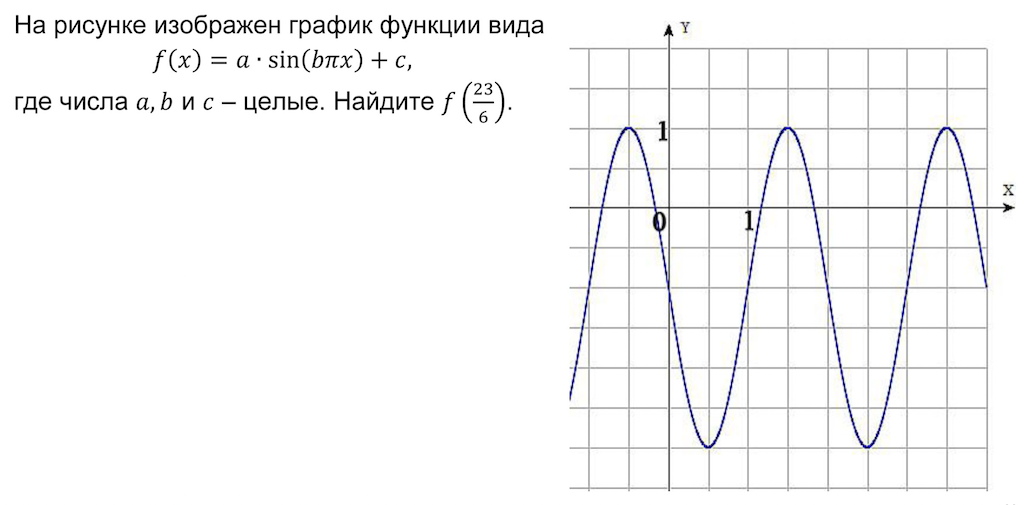 На рисунке изображен график функции вида
f(x) = a · sin(bπx) + c,
где числа a, b и c – целые. Найдите f(23/6).
Y
1
X
0
1